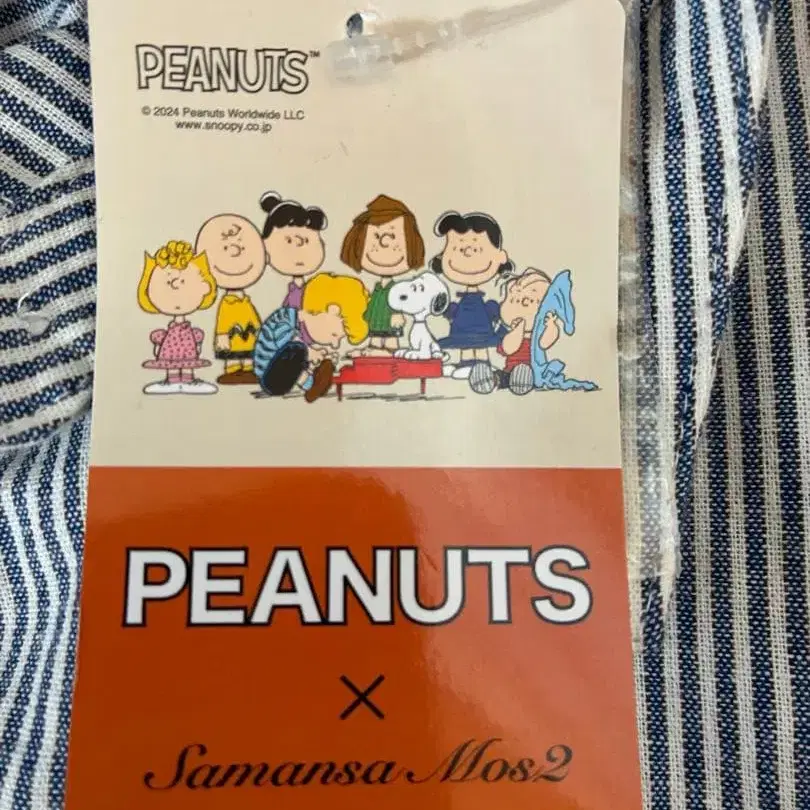 PEANUTS™
© 2024 Peanuts Worldwide LLC
www.snoopy.co.jp
PEANUTS
×
Samansa Mos2